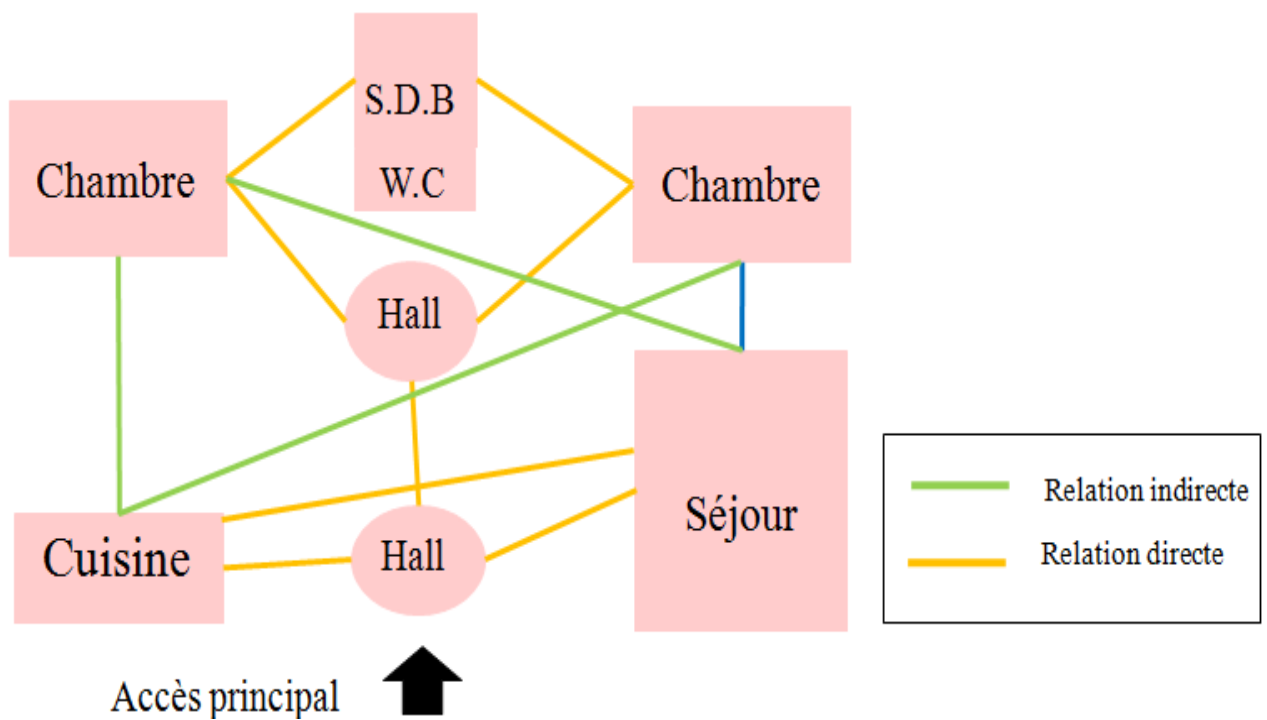 S.D.B
W.C
Chambre
Chambre
Hall
Séjour
Cuisine
Hall
Relation indirecte
Relation directe
Accès principal